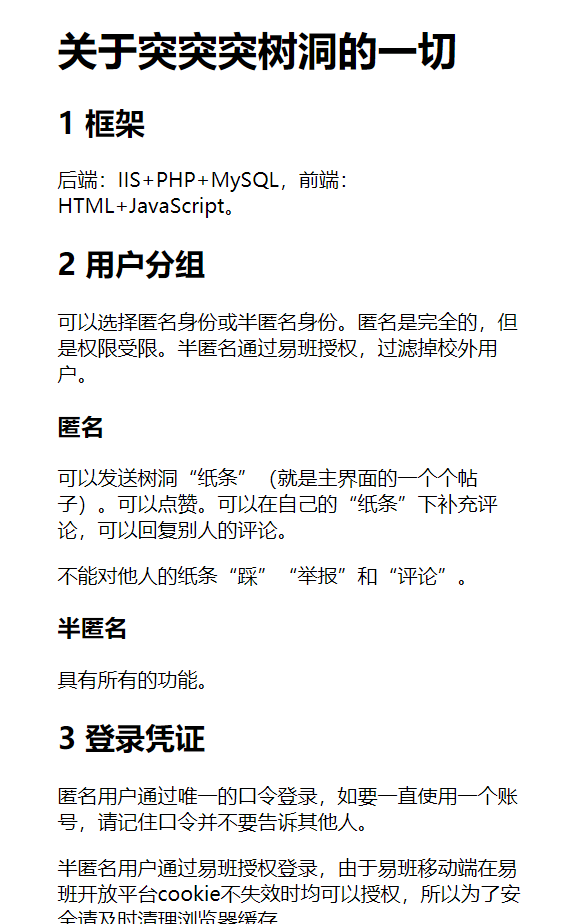 关于突突突树洞的一切
1 框架
后端：IIS+PHP+MySQL，前端：
HTML+JavaScript。
2 用户分组
可以选择匿名身份或半匿名身份。匿名是完全的，但
是权限受限。半匿名通过易班授权，过滤掉校外用
户。
匿名
可以发送树洞“纸条”（就是主界面的一个个帖
子）。可以点赞。可以在自己的“纸条”下补充评
论，可以回复别人的评论。
不能对他人的纸条“踩”“举报”和“评论”。
半匿名
具有所有的功能。
3 登录凭证
匿名用户通过唯一的口令登录，如要一直使用一个账
号，请记住口令并不要告诉其他人。
半匿名用户通过易班授权登录，由于易班移动端在易
班开放平台cookie不失效时均可以授权，所以为了安
全请及时清理浏览器缓存